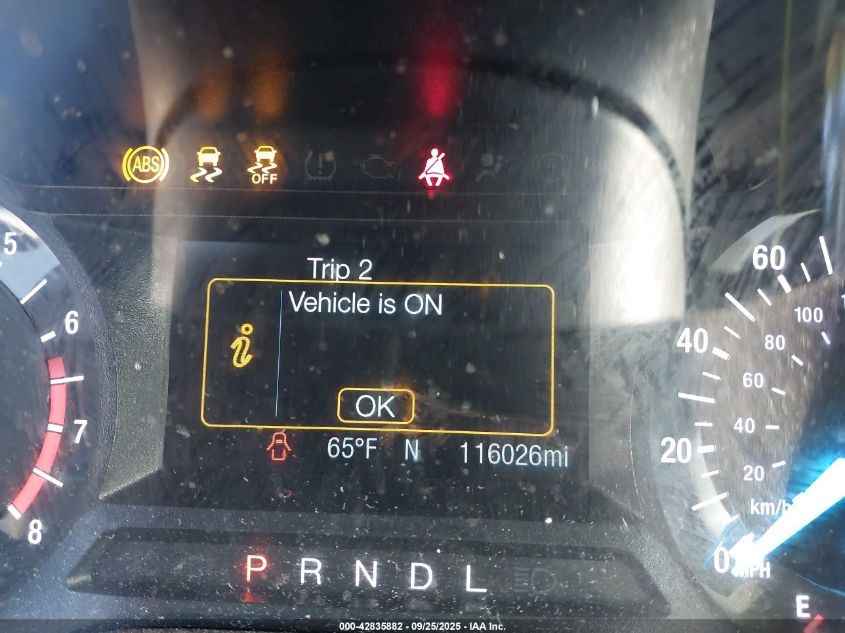 ABS
OFF
5
6
7
8
Trip 2
Vehicle is ON
i
OK
65°F N 116026mi
P R N D L
60
40
20
0
100
80
60
40
20
km/h
MPH
E
000-42835882 - 09/25/2025 - IAA Inc.